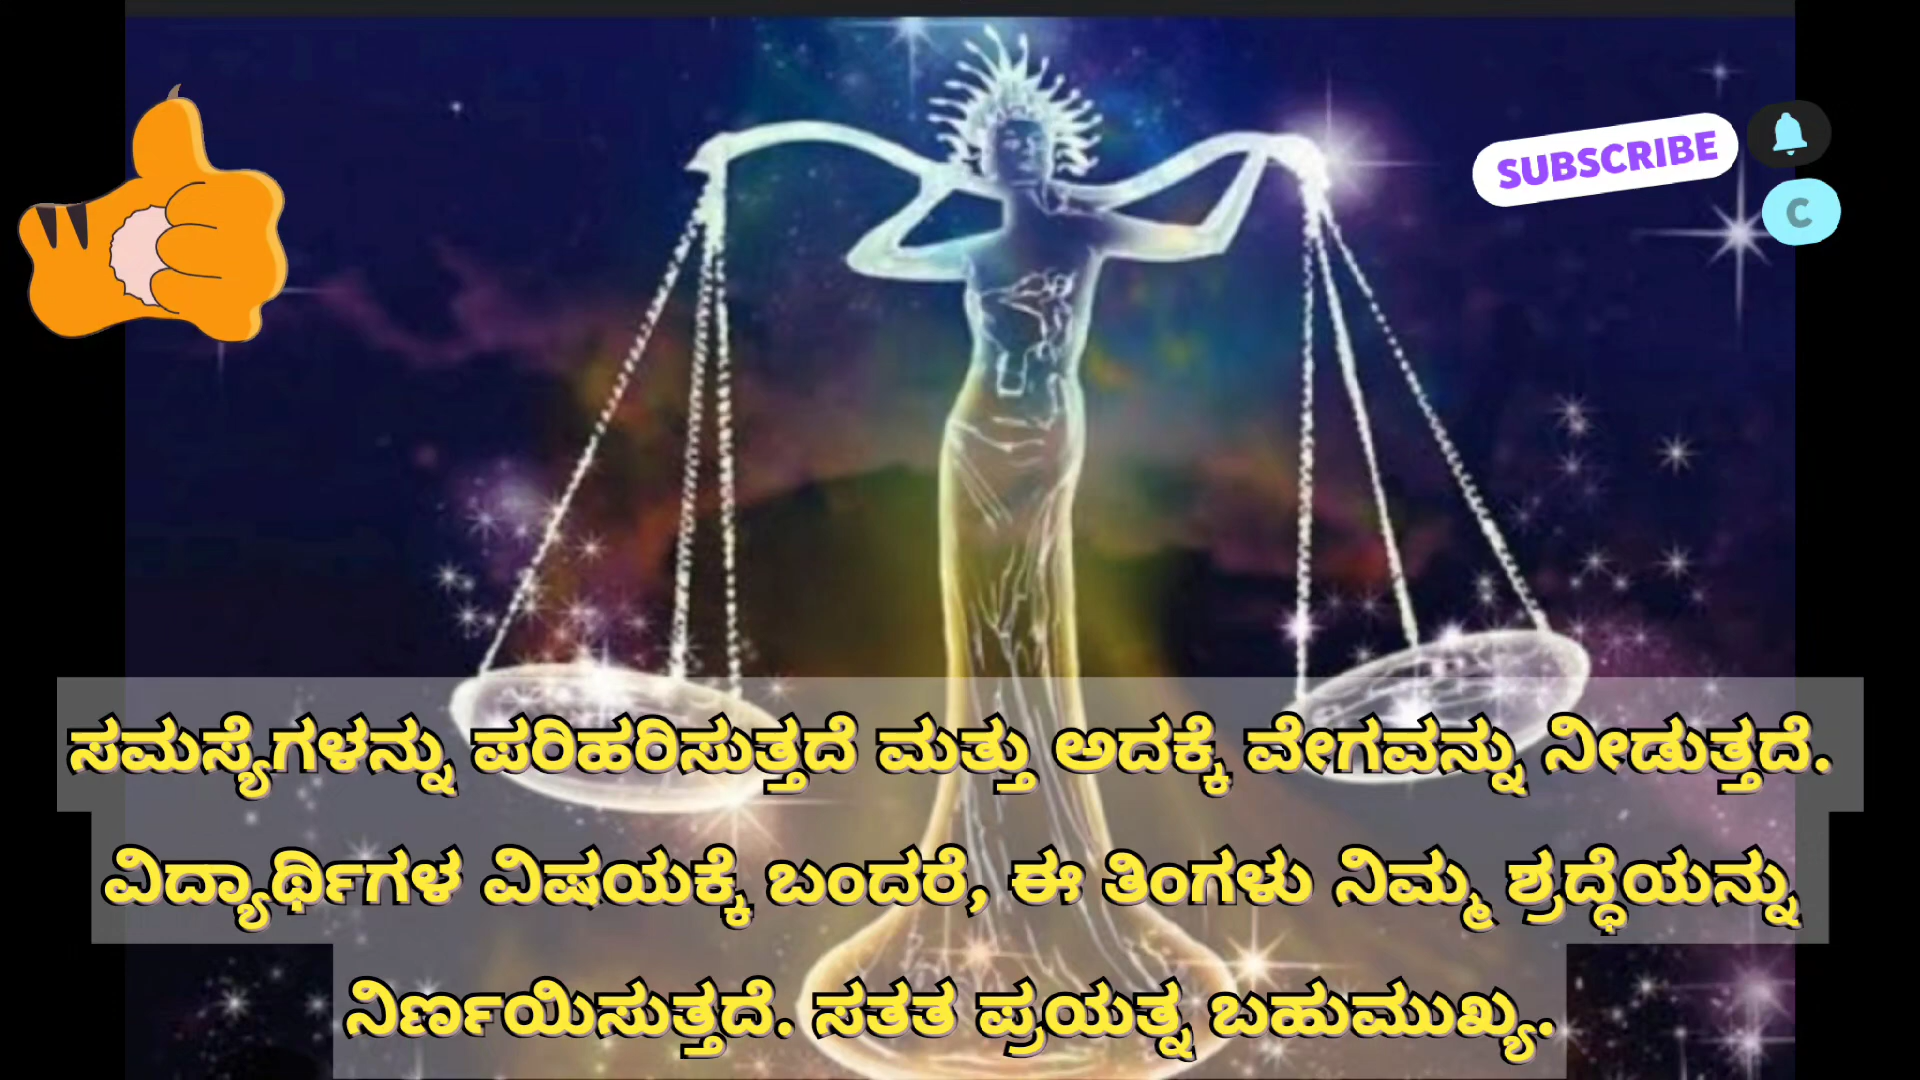 SUBSCRIBE
C
ಸಮಸ್ಯೆಗಳನ್ನು ಪರಿಹರಿಸುತ್ತದೆ ಮತ್ತು ಅದಕ್ಕೆ ವೇಗವನ್ನು ನೀಡುತ್ತದೆ.
ವಿದ್ಯಾರ್ಥಿಗಳ ವಿಷಯಕ್ಕೆ ಬಂದರೆ, ಈ ತಿಂಗಳು ನಿಮ್ಮ ಶ್ರದ್ಧೆಯನ್ನು
ನಿರ್ಣಯಿಸುತ್ತದೆ. ಸತತ ಪ್ರಯತ್ನ ಬಹುಮುಖ್ಯ.